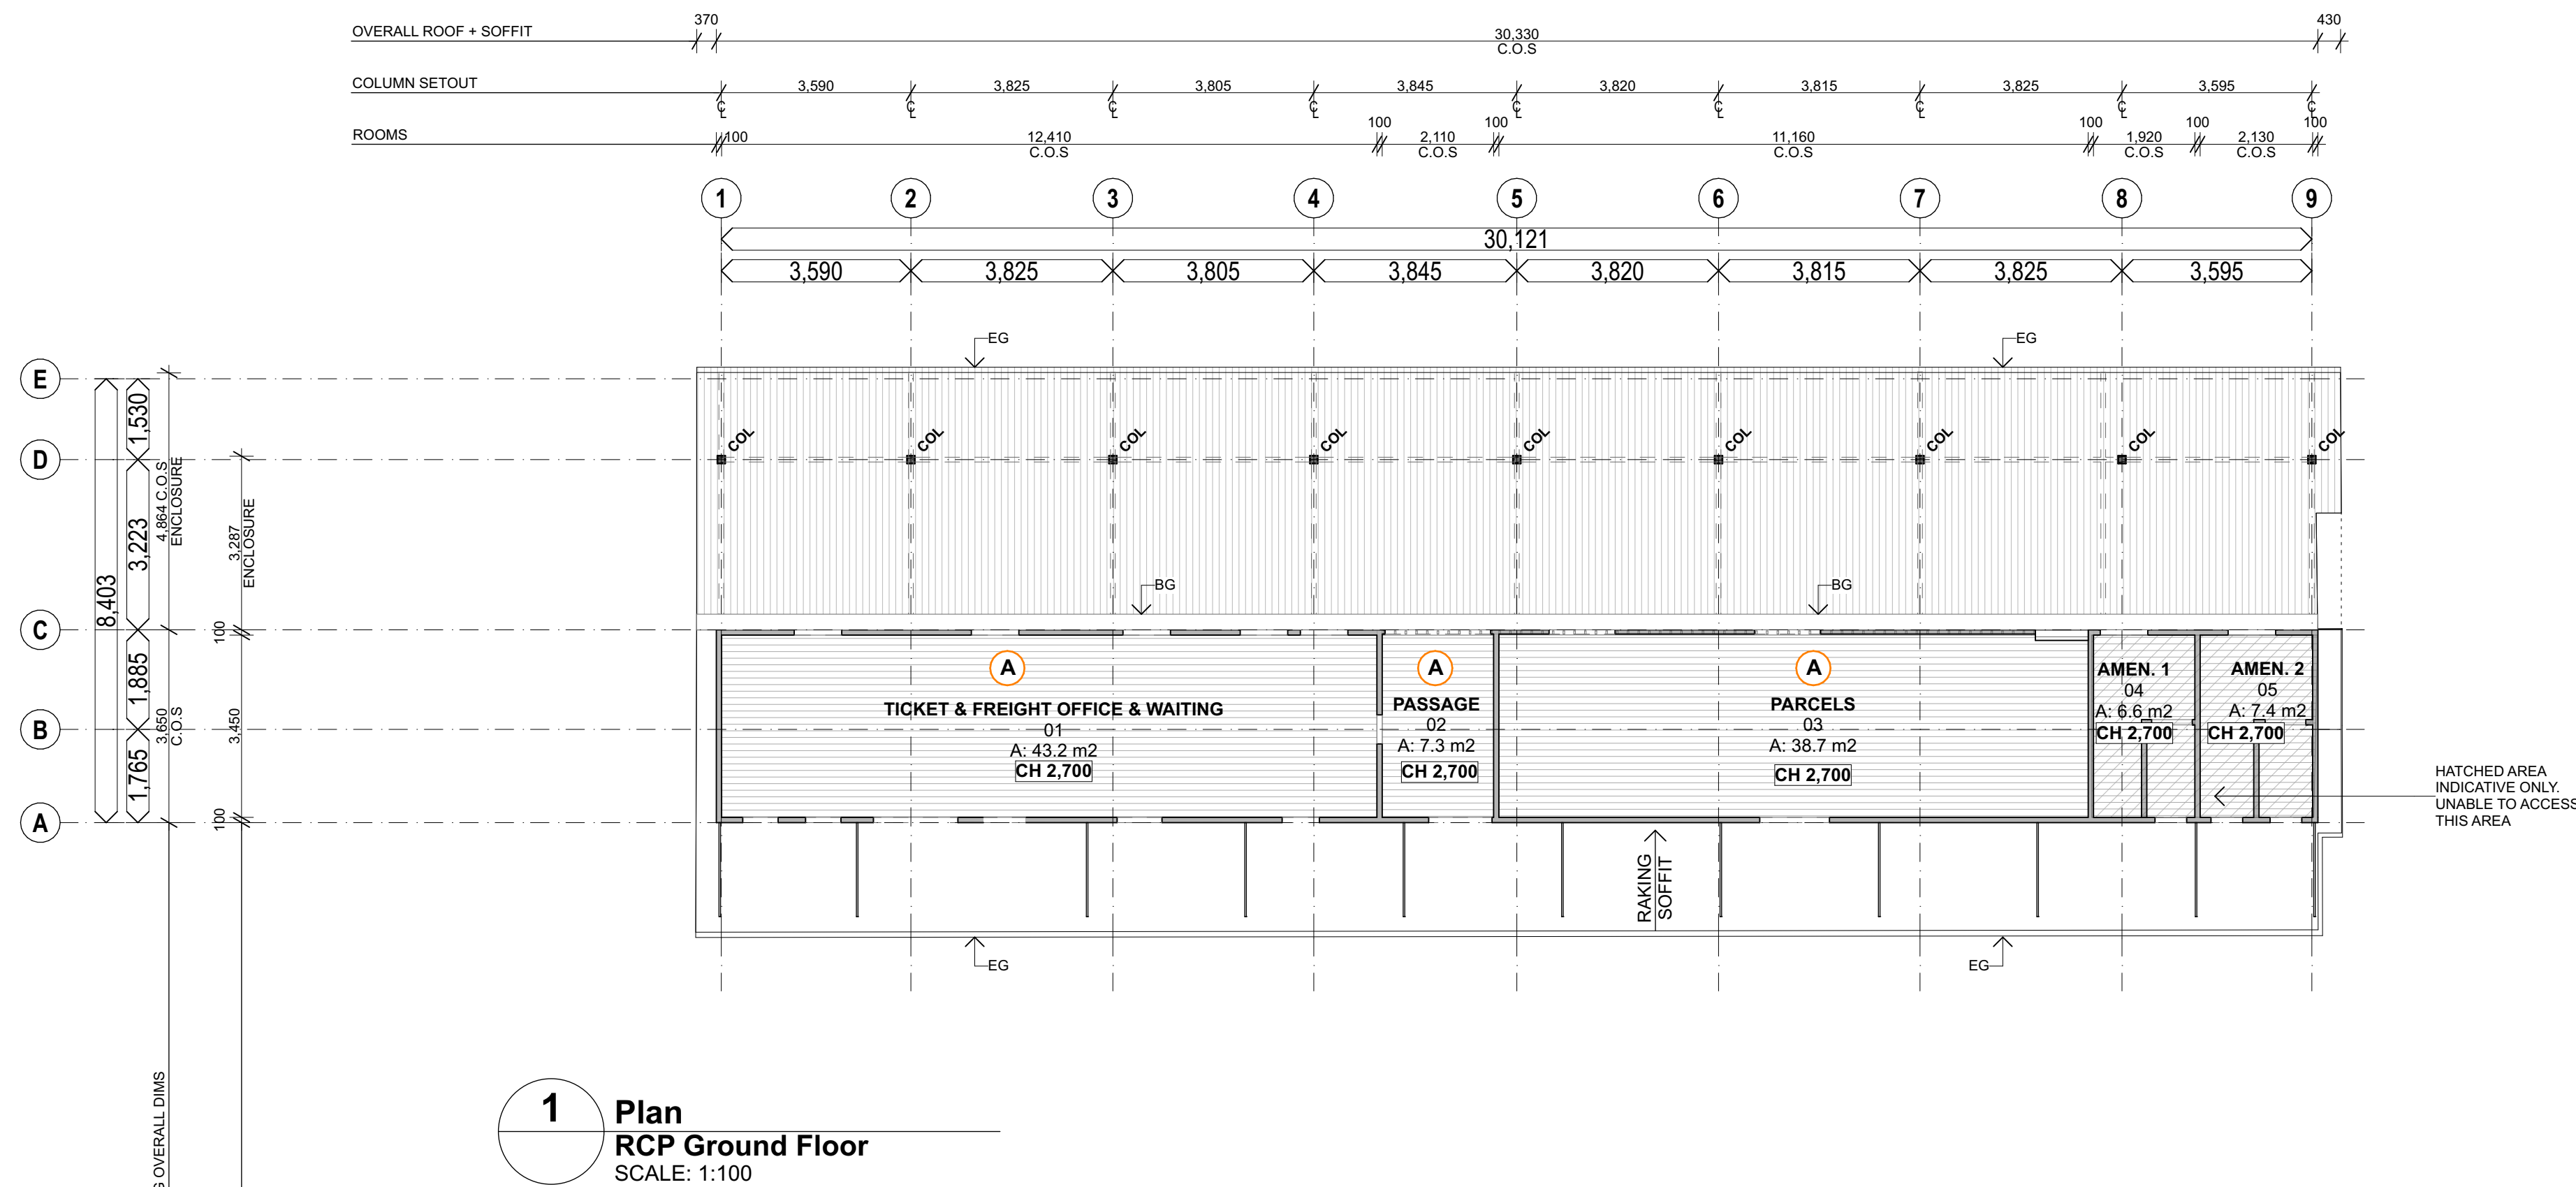 370
430
OVERALL ROOF + SOFFIT
30,330
C.O.S
COLUMN SETOUT
3,590
3,825
3,805
3,845
3,820
3,815
3,825
3,595
℄ ℄ ℄ ℄ ℄ ℄ ℄ ℄ ℄
ROOMS
100
12,410
C.O.S
100
2,110
C.O.S
100
11,160
C.O.S
100
1,920
C.O.S
100
2,130
C.O.S
100
1 2 3 4 5 6 7 8 9
30,121
3,590
3,825
3,805
3,845
3,820
3,815
3,825
3,595
EG
EG
E
D
C
B
A
8,403
1,530
3,223
1,885
1,765
4,864 C.O.S
ENCLOSURE
3,650
C.O.S
3,287
ENCLOSURE
100
3,450
100
COL COL COL COL COL COL COL COL COL
BG
BG
A
TICKET & FREIGHT OFFICE & WAITING
01
A: 43.2 m2
CH 2,700
A
PASSAGE
02
A: 7.3 m2
CH 2,700
A
PARCELS
03
A: 38.7 m2
CH 2,700
AMEN. 1
04
A: 6.6 m2
CH 2,700
AMEN. 2
05
A: 7.4 m2
CH 2,700
HATCHED AREA
INDICATIVE ONLY.
UNABLE TO ACCESS
THIS AREA
RAKING
SOFFIT
EG
EG
OVERALL DIMS
1
Plan
RCP Ground Floor
SCALE: 1:100